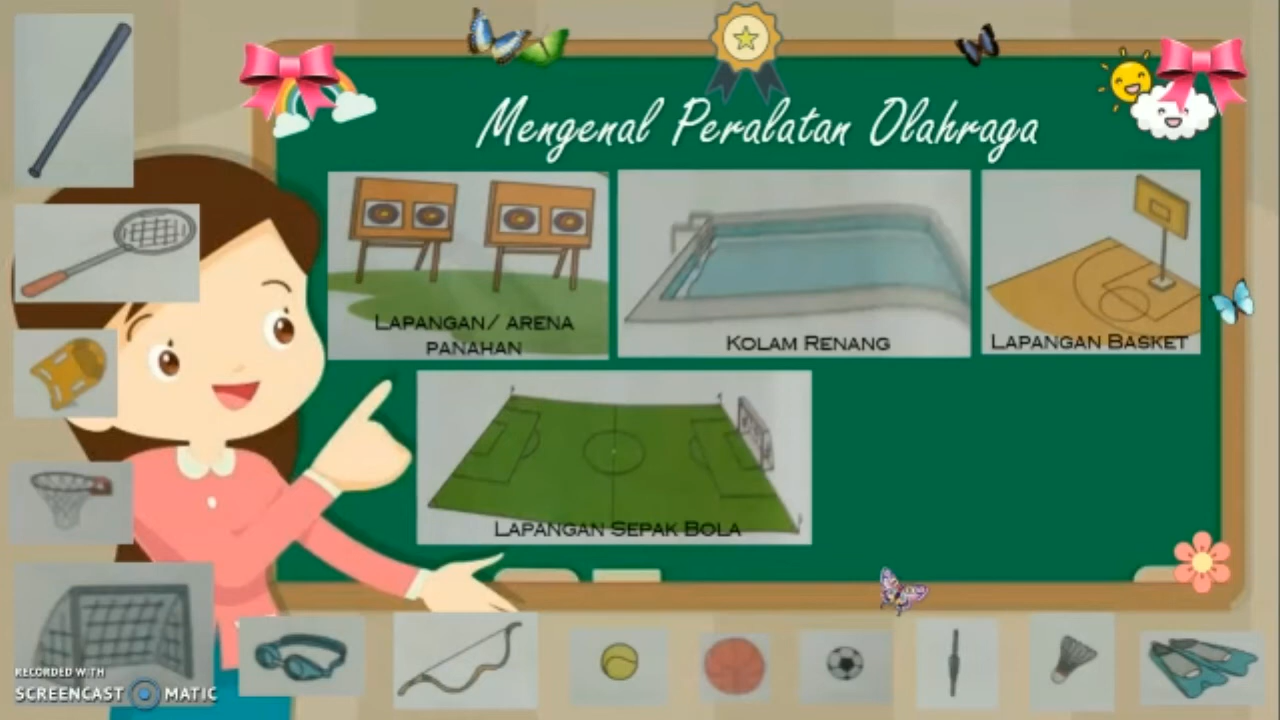 Mengenal Peralatan Olahraga
LAPANGAN/ ARENA
PANAHAN
KOLAM RENANG
LAPANGAN BASKET
LAPANGAN SEPAK BOLA
RECORDED WITH
SCREENCAST MATIC